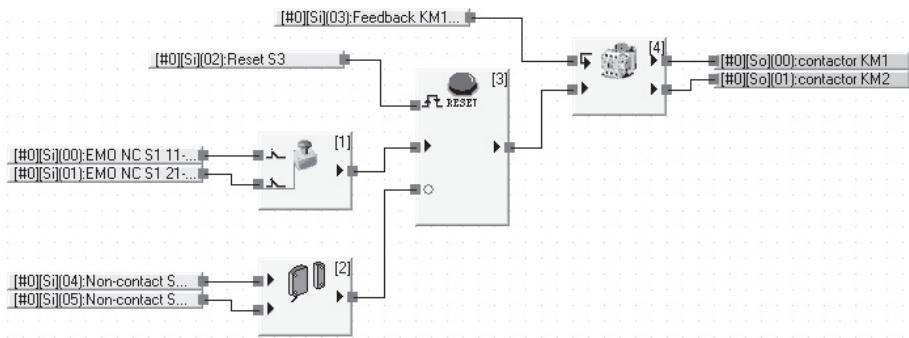 [#0][Si](03):Feedback KM1...
[4]
[#0][So](00):contactor KM1
[#0][So](01):contactor KM2
[#0][Si](02):Reset S3
[3]
RESET
[1]
[#0][Si](00):EMO NC S1 11-...
[#0][Si](01):EMO NC S1 21-...
[2]
[#0][Si](04):Non-contact S...
[#0][Si](05):Non-contact S...